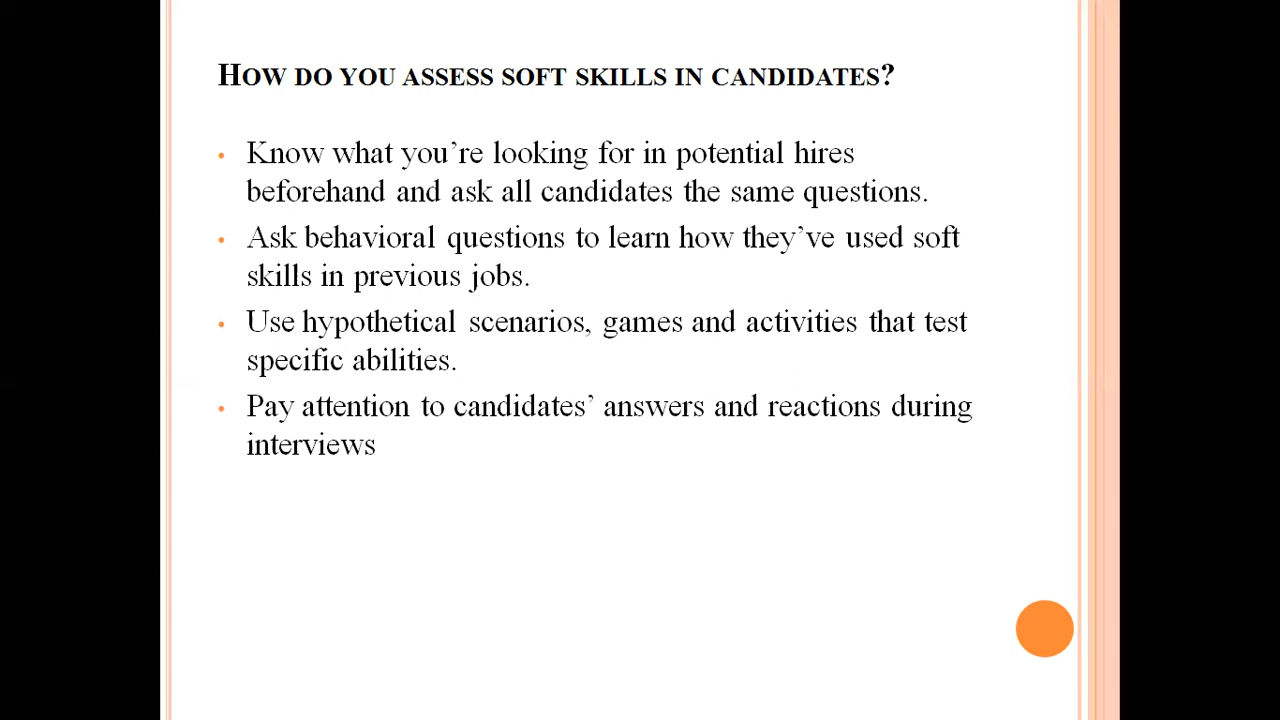 HOW DO YOU ASSESS SOFT SKILLS IN CANDIDATES?
• Know what you’re looking for in potential hires
beforehand and ask all candidates the same questions.
• Ask behavioral questions to learn how they’ve used soft
skills in previous jobs.
• Use hypothetical scenarios, games and activities that test
specific abilities.
• Pay attention to candidates’ answers and reactions during
interviews